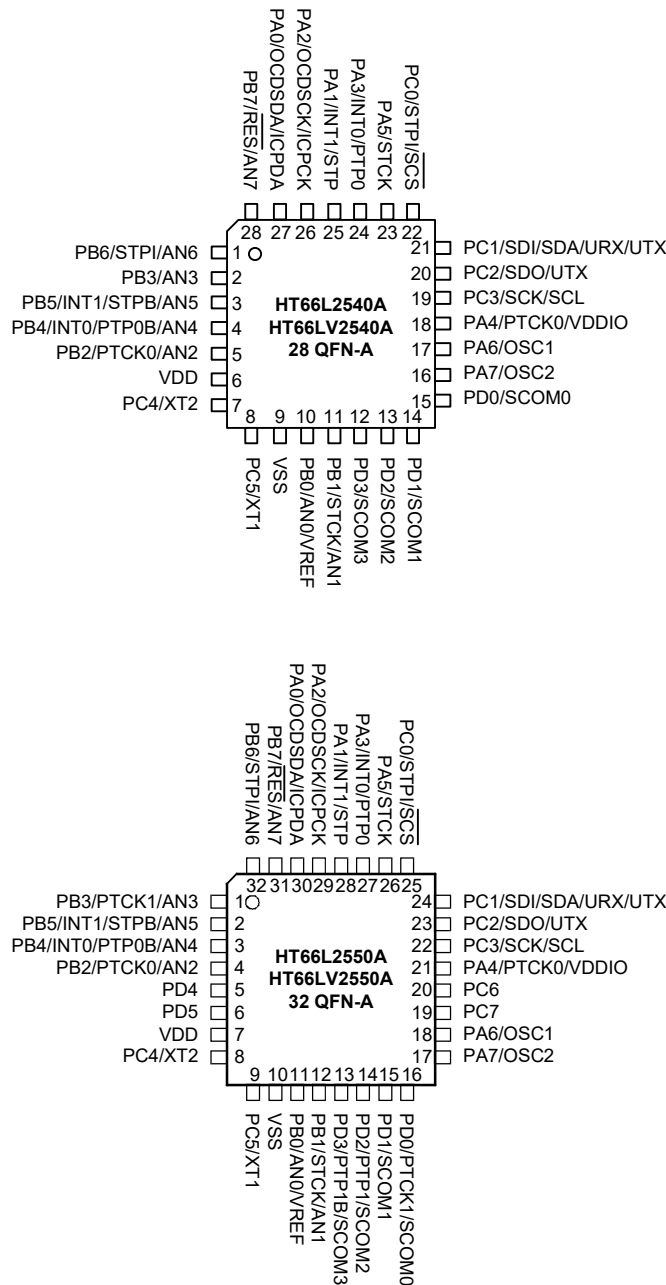 PB7/RES/AN7
PA0/OCDSDA/ICPDA
PA2/OCDSCK/ICPCK
PA1/INT1/STP
PA3/INT0/PTP0
PA5/STCK
PC0/STPI/SCS
28 27 26 25 24 23 22
PB6/STPI/AN6 1
PB3/AN3 2
PB5/INT1/STPB/AN5 3
PB4/INT0/PTP0B/AN4 4
PB2/PTCK0/AN2 5
VDD 6
PC4/XT2 7
HT66L2540A
HT66LV2540A
28 QFN-A
21 PC1/SDI/SDA/URX/UTX
20 PC2/SDO/UTX
19 PC3/SCK/SCL
18 PA4/PTCK0/VDDIO
17 PA6/OSC1
16 PA7/OSC2
15 PD0/SCOM0
8 9 10 11 12 13 14
PC5/XT1
VSS
PB0/AN0/VREF
PB1/STCK/AN1
PD3/SCOM3
PD2/SCOM2
PD1/SCOM1
PB6/STPI/AN6
PB7/RES/AN7
PA0/OCDSDA/ICPDA
PA2/OCDSCK/ICPCK
PA1/INT1/STP
PA3/INT0/PTP0
PA5/STCK
PC0/STPI/SCS
32 31 30 29 28 27 26 25
PB3/PTCK1/AN3 1
PB5/INT1/STPB/AN5 2
PB4/INT0/PTP0B/AN4 3
PB2/PTCK0/AN2 4
PD4 5
PD5 6
VDD 7
PC4/XT2 8
HT66L2550A
HT66LV2550A
32 QFN-A
24 PC1/SDI/SDA/URX/UTX
23 PC2/SDO/UTX
22 PC3/SCK/SCL
21 PA4/PTCK0/VDDIO
20 PC6
19 PC7
18 PA6/OSC1
17 PA7/OSC2
9 10 11 12 13 14 15 16
PC5/XT1
VSS
PB0/AN0/VREF
PB1/STCK/AN1
PD3/PTP1B/SCOM3
PD2/PTP1/SCOM2
PD1/SCOM1
PD0/PTCK1/SCOM0